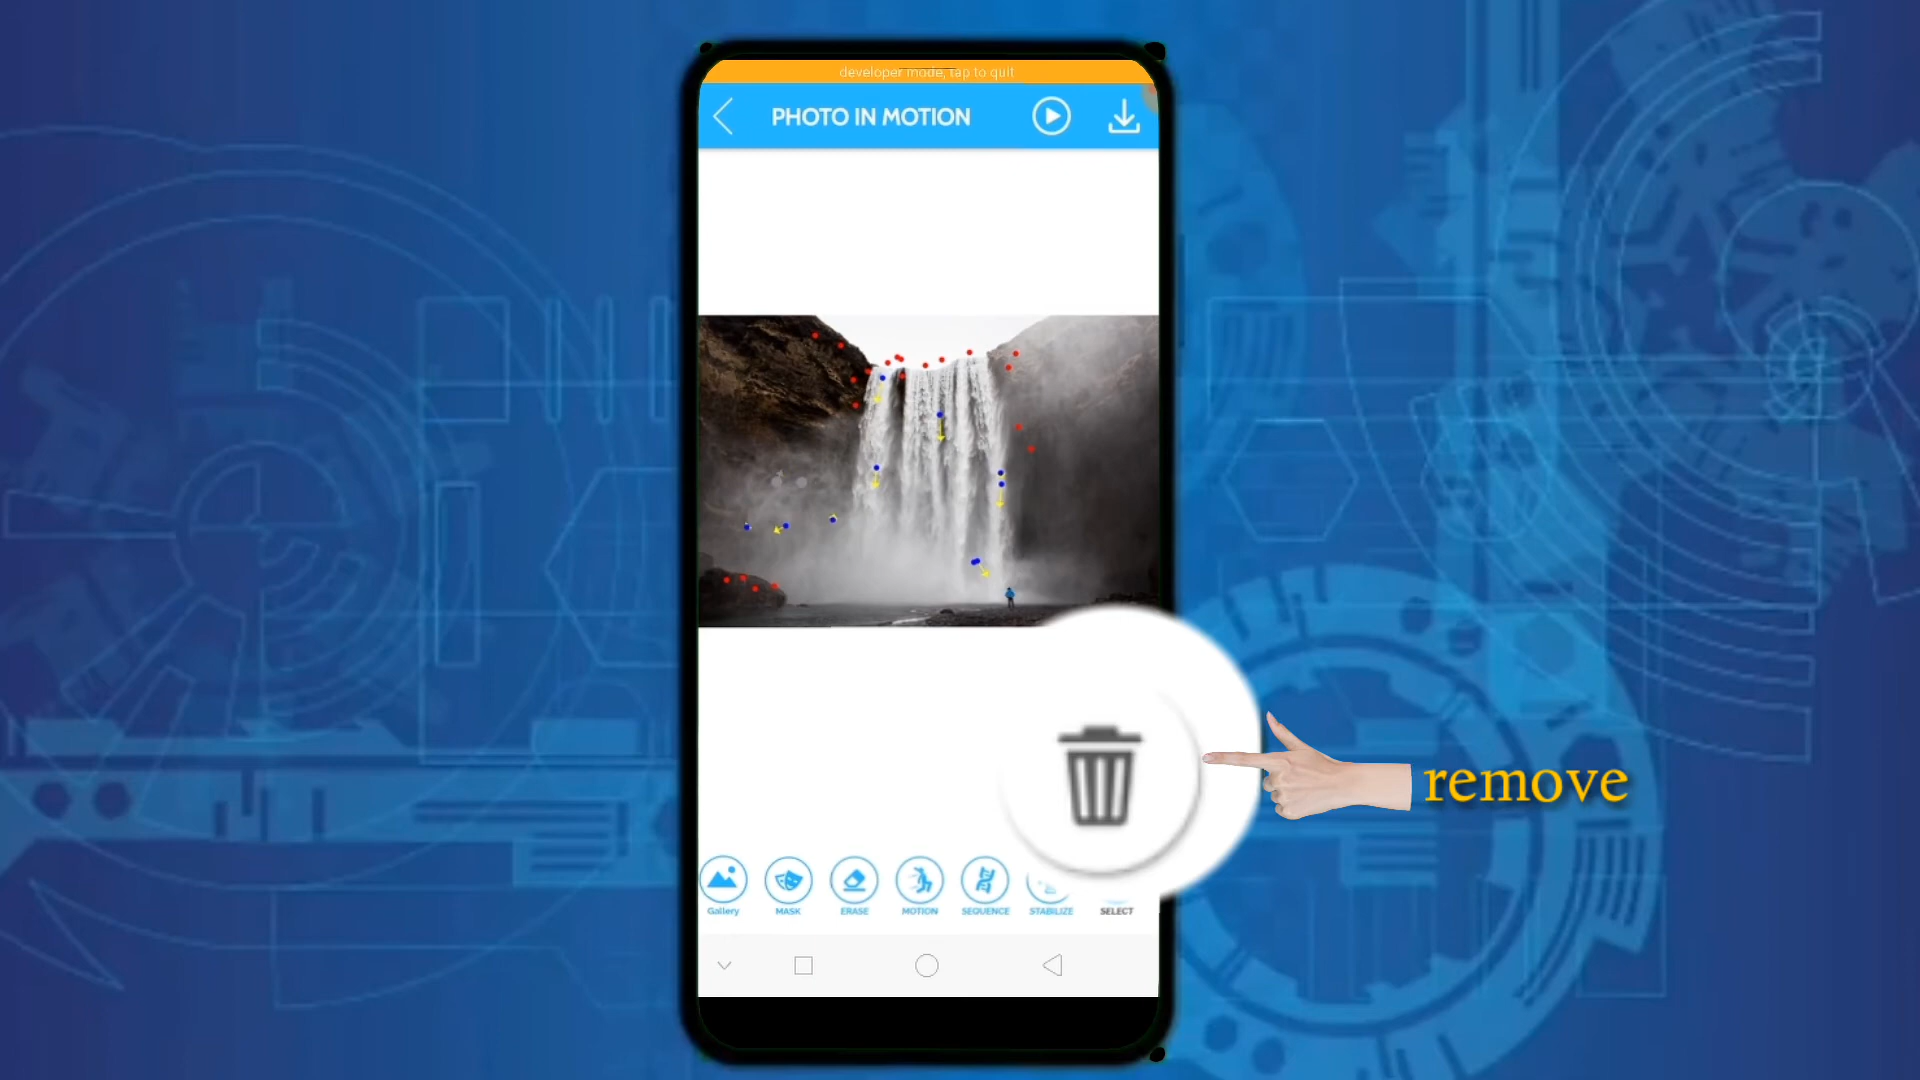 developer mode, tap to quit
PHOTO IN MOTION
remove
Gallery
MASK
ERASE
MOTION
SEQUENCE
STABILIZE
SELECT